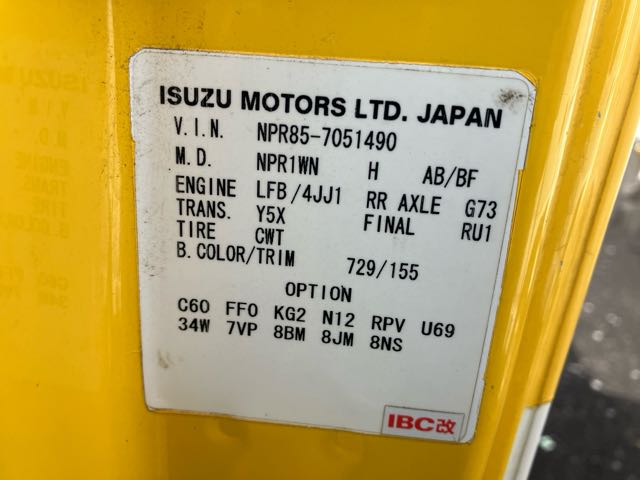 ISUZU MOTORS LTD. JAPAN
V.I.N. NPR85-7051490
M.D. NPR1WN H AB/BF
ENGINE LFB/4JJ1 RR AXLE G73
TRANS. Y5X FINAL RU1
TIRE CWT
B.COLOR/TRIM 729/155
OPTION
C60 FF0 KG2 N12 RPV U69
34W 7VP 8BM 8JM 8NS
IBC改